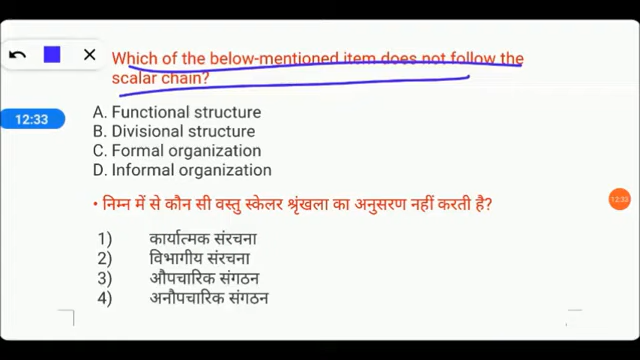 Which of the below-mentioned item does not follow the
scalar chain?
12:33
A. Functional structure
B. Divisional structure
C. Formal organization
D. Informal organization
12:33
• निम्न में से कौन सी वस्तु स्केलर श्रृंखला का अनुसरण नहीं करती है?
1) कार्यात्मक संरचना
2) विभागीय संरचना
3) औपचारिक संगठन
4) अनौपचारिक संगठन